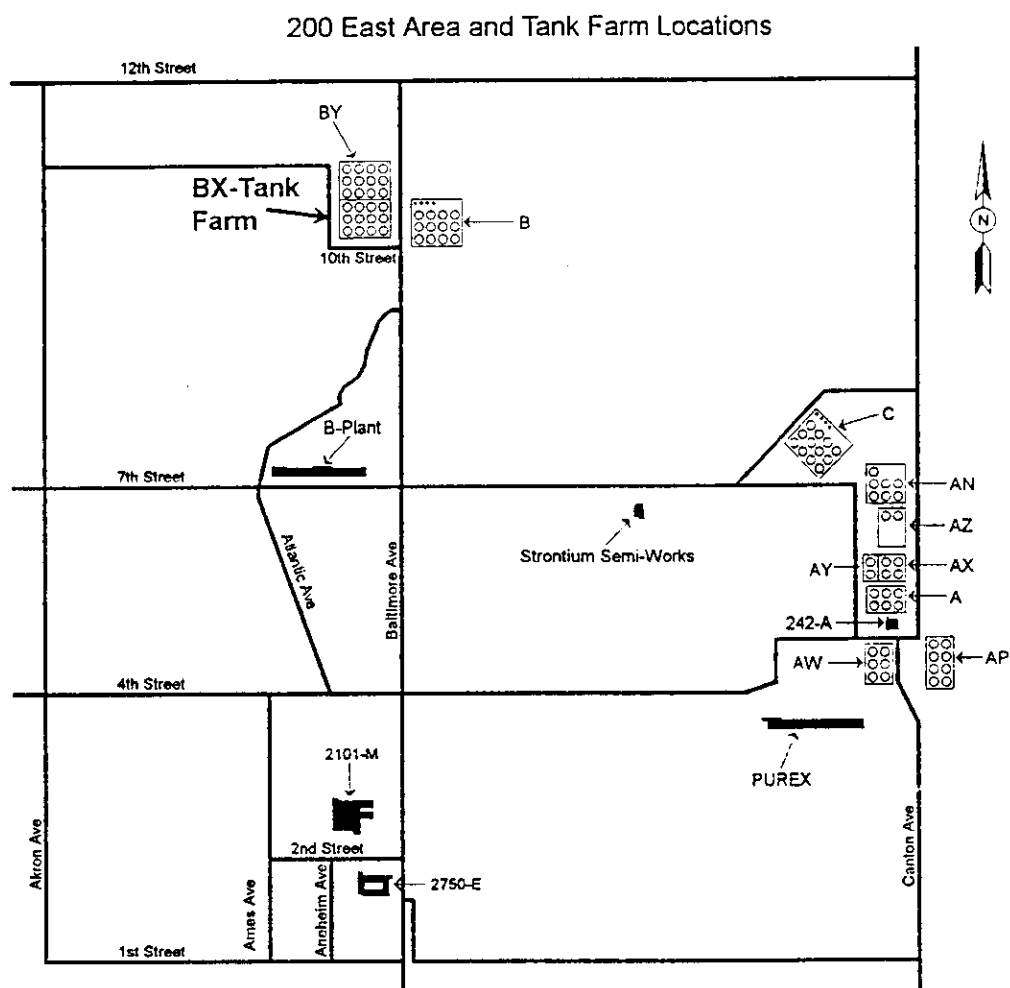 200 East Area and Tank Farm Locations
12th Street
BY
BX-Tank
Farm
B
N
10th Street
C
B-Plant
7th Street
AN
AZ
Strontium Semi-Works
Atlantic Ave
Baltimore Ave
AY
AX
A
242-A
AW
AP
4th Street
2101-M
PUREX
2nd Street
Akron Ave
Ames Ave
Anaheim Ave
2750-E
Canton Ave
1st Street